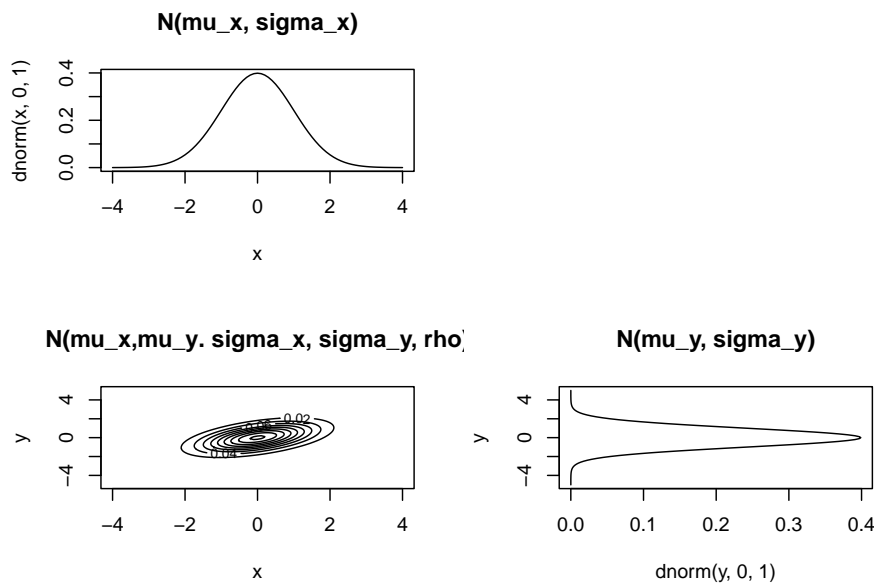 N(mu_x, sigma_x)
dnorm(x, 0, 1)
0.4
0.2
0.0
−4 −2 0 2 4
x
N(mu_x,mu_y. sigma_x, sigma_y, rho)
y
4
0
−4
0.02
0.06
0.04
−4 −2 0 2 4
x
N(mu_y, sigma_y)
y
4
0
−4
0.0 0.1 0.2 0.3 0.4
dnorm(y, 0, 1)